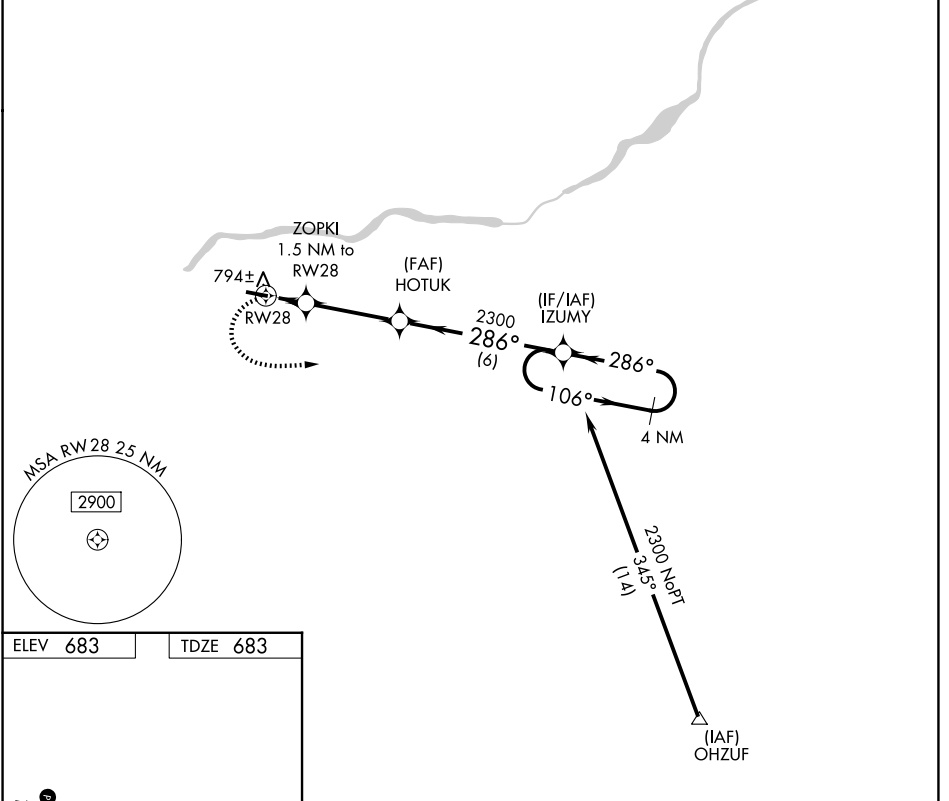 ZOPKI
1.5 NM to
RW28
794±
RW28
(FAF)
HOTUK
2300
286°
(6)
(IF/IAF)
IZUMY
286°
106°
4 NM
MSA RW28 25 NM
2900
2300 NoPT
345°
(14)
(IAF)
OHZUF
ELEV 683
TDZE 683
P